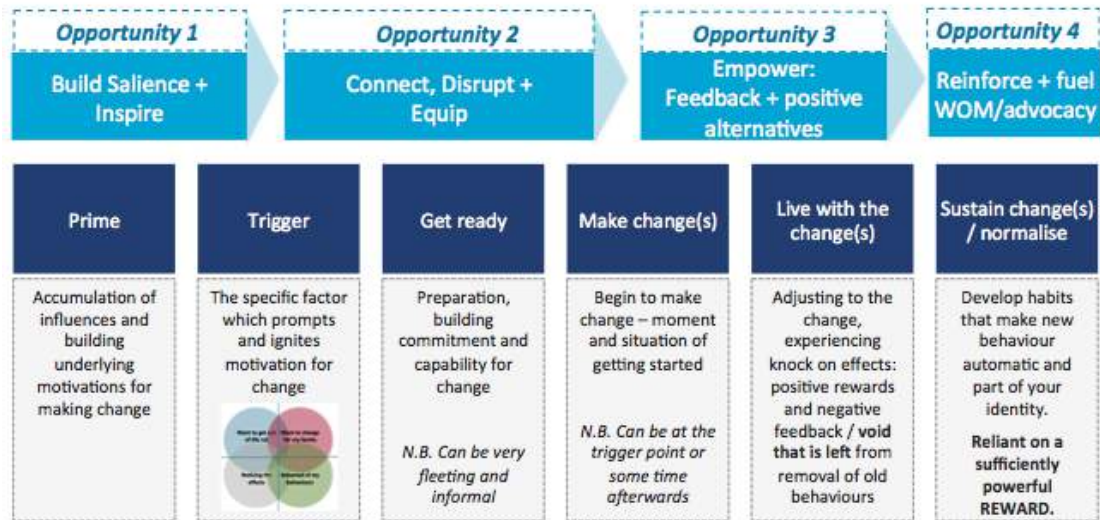 Opportunity 1
Build Salience +
Inspire
Opportunity 2
Connect, Disrupt +
Equip
Opportunity 3
Empower:
Feedback + positive
alternatives
Opportunity 4
Reinforce + fuel
WOM/advocacy
Prime
Accumulation of
influences and
building
underlying
motivations for
making change
Trigger
The specific factor
which prompts
and ignites
motivation for
change
Get ready
Preparation,
building
commitment and
capability for
change
N.B. Can be very
fleeting and
informal
Make change(s)
Begin to make
change – moment
and situation of
getting started
N.B. Can be at the
trigger point or
some time
afterwards
Live with the
change(s)
Adjusting to the
change,
experiencing
knock on effects:
positive rewards
and negative
feedback / void
that is left from
removal of old
behaviours
Sustain change(s)
/ normalise
Develop habits
that make new
behaviour
automatic and
part of your
identity.
Reliant on a
sufficiently
powerful
REWARD.